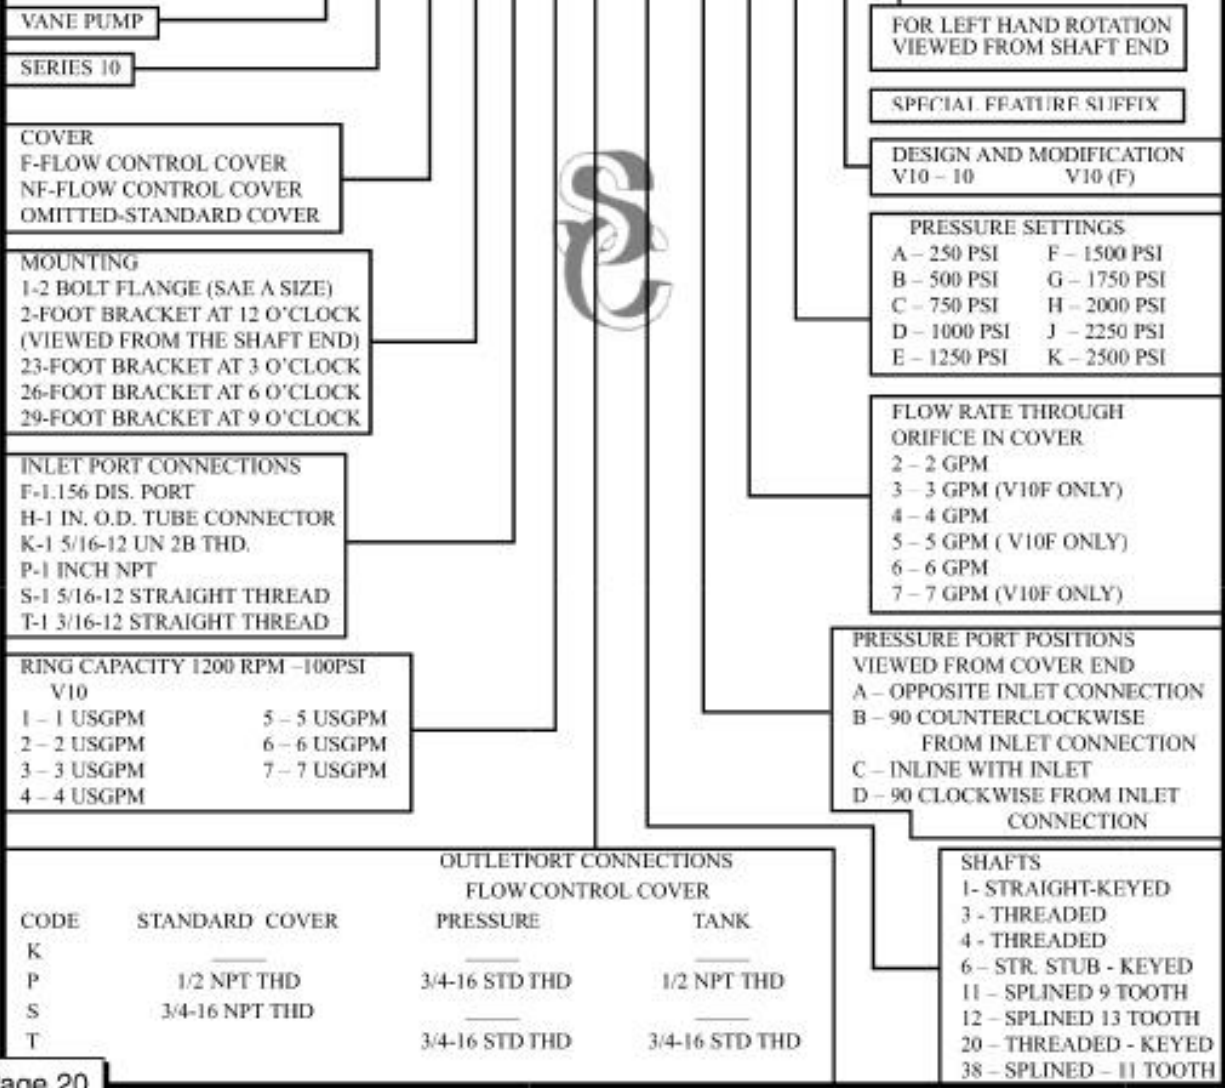 VANE PUMP
SERIES 10
COVER
F-FLOW CONTROL COVER
NF-FLOW CONTROL COVER
OMITTED-STANDARD COVER
MOUNTING
1-2 BOLT FLANGE (SAE A SIZE)
2-FOOT BRACKET AT 12 O'CLOCK
(VIEWED FROM THE SHAFT END)
23-FOOT BRACKET AT 3 O'CLOCK
26-FOOT BRACKET AT 6 O'CLOCK
29-FOOT BRACKET AT 9 O'CLOCK
INLET PORT CONNECTIONS
F-1.156 DIS. PORT
H-1 IN. O.D. TUBE CONNECTOR
K-1 5/16-12 UN 2B THD.
P-1 INCH NPT
S-1 5/16-12 STRAIGHT THREAD
T-1 3/16-12 STRAIGHT THREAD
RING CAPACITY 1200 RPM –100PSI
V10
1 – 1 USGPM 5 – 5 USGPM
2 – 2 USGPM 6 – 6 USGPM
3 – 3 USGPM 7 – 7 USGPM
4 – 4 USGPM
SC
FOR LEFT HAND ROTATION
VIEWED FROM SHAFT END
SPECIAL FEATURE SUFFIX
DESIGN AND MODIFICATION
V10 – 10 V10 (F)
PRESSURE SETTINGS
A – 250 PSI F – 1500 PSI
B – 500 PSI G – 1750 PSI
C – 750 PSI H – 2000 PSI
D – 1000 PSI J – 2250 PSI
E – 1250 PSI K – 2500 PSI
FLOW RATE THROUGH
ORIFICE IN COVER
2 – 2 GPM
3 – 3 GPM (V10F ONLY)
4 – 4 GPM
5 – 5 GPM ( V10F ONLY)
6 – 6 GPM
7 – 7 GPM (V10F ONLY)
PRESSURE PORT POSITIONS
VIEWED FROM COVER END
A – OPPOSITE INLET CONNECTION
B – 90 COUNTERCLOCKWISE
FROM INLET CONNECTION
C – INLINE WITH INLET
D – 90 CLOCKWISE FROM INLET
CONNECTION
OUTLETPORT CONNECTIONS
FLOW CONTROL COVER
CODE STANDARD COVER PRESSURE TANK
K ____ ____
P 1/2 NPT THD 3/4-16 STD THD 1/2 NPT THD
S 3/4-16 NPT THD ____ ____
T 3/4-16 STD THD 3/4-16 STD THD
SHAFTS
1- STRAIGHT-KEYED
3 - THREADED
4 - THREADED
6 – STR. STUB - KEYED
11 – SPLINED 9 TOOTH
12 – SPLINED 13 TOOTH
20 – THREADED - KEYED
38 – SPLINED – 11 TOOTH
age 20